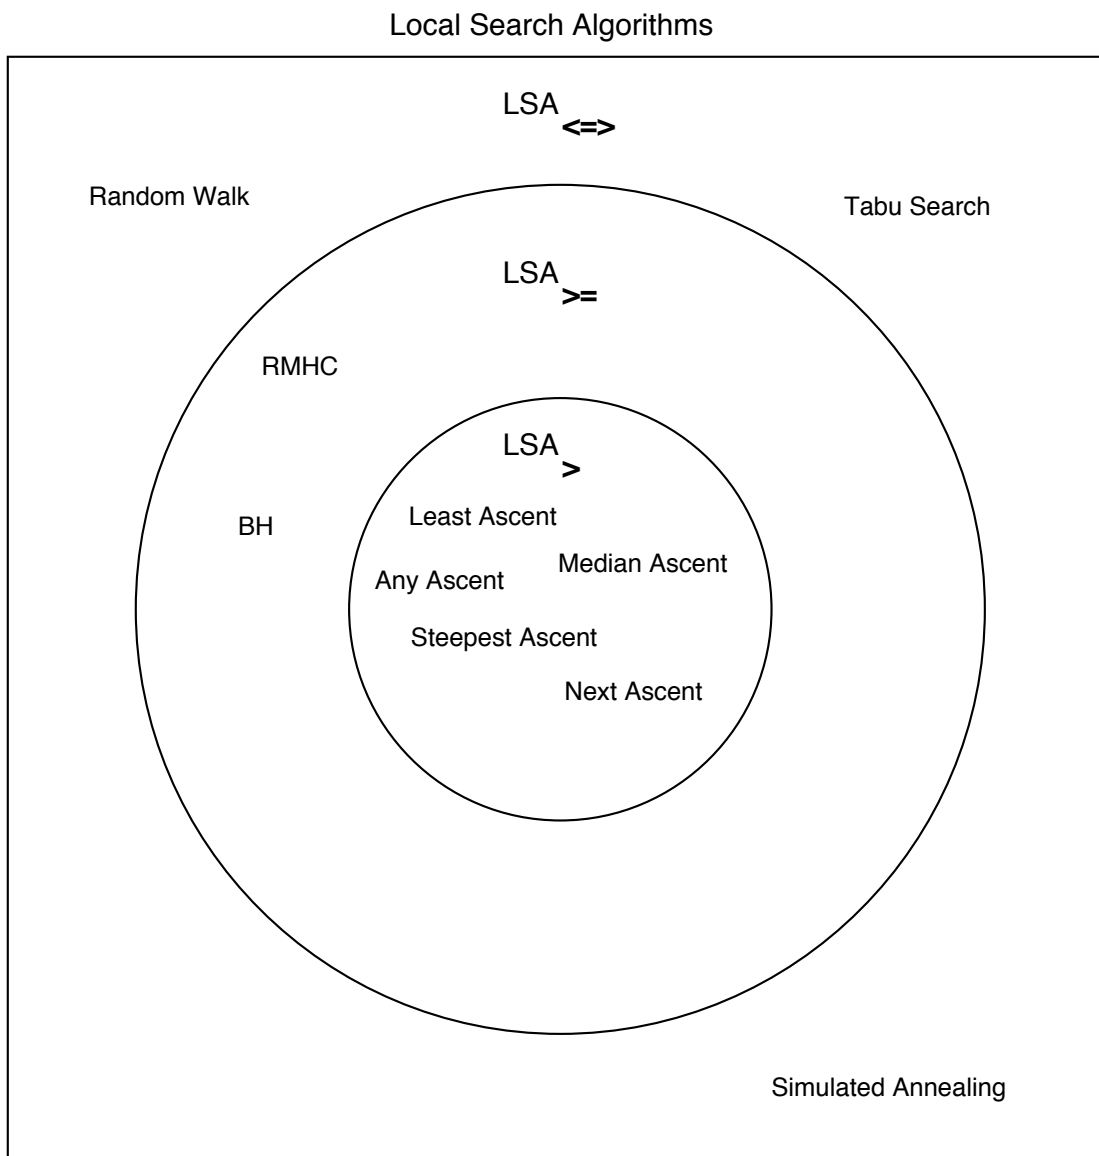 Local Search Algorithms
LSA <=>
Random Walk
Tabu Search
LSA >=
RMHC
LSA >
Least Ascent
BH
Median Ascent
Any Ascent
Steepest Ascent
Next Ascent
Simulated Annealing